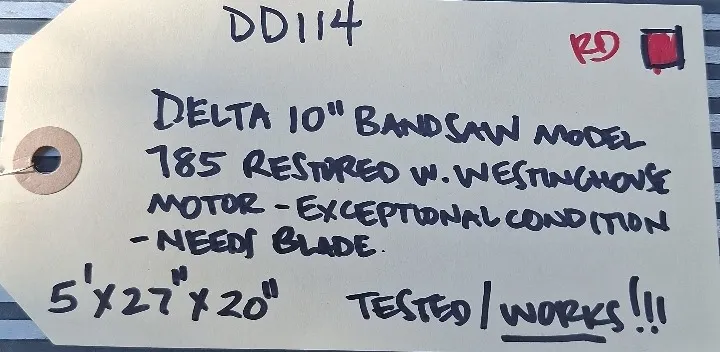 DD114
RD
DELTA 10" BANDSAW MODEL
785 RESTORED W. WESTINGHOUSE
MOTOR - EXCEPTIONAL CONDITION
- NEEDS BLADE.
5'X27"X20" TESTED/WORKS!!!